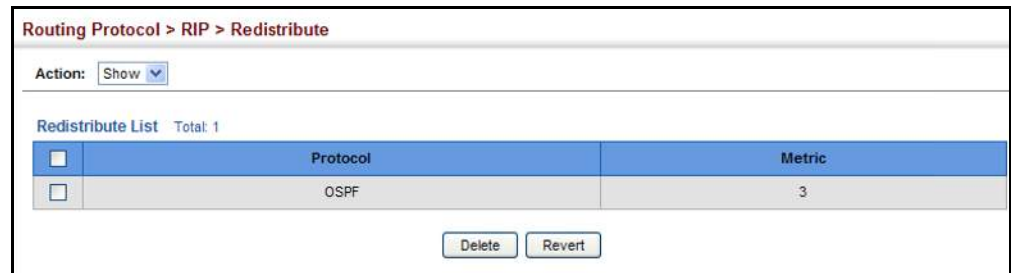 Routing Protocol > RIP > Redistribute
Action: Show
Redistribute List Total: 1
Protocol Metric
OSPF 3
Delete Revert